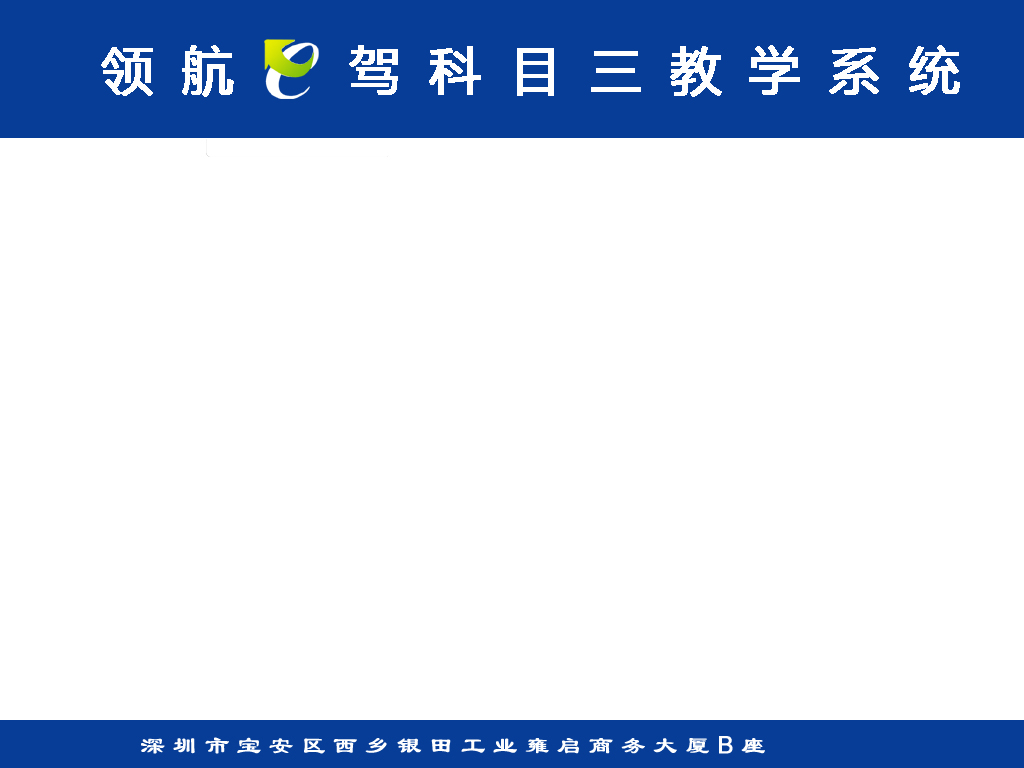 领航e驾科目三教学系统
深圳市宝安区西乡银田工业雍启商务大厦B座